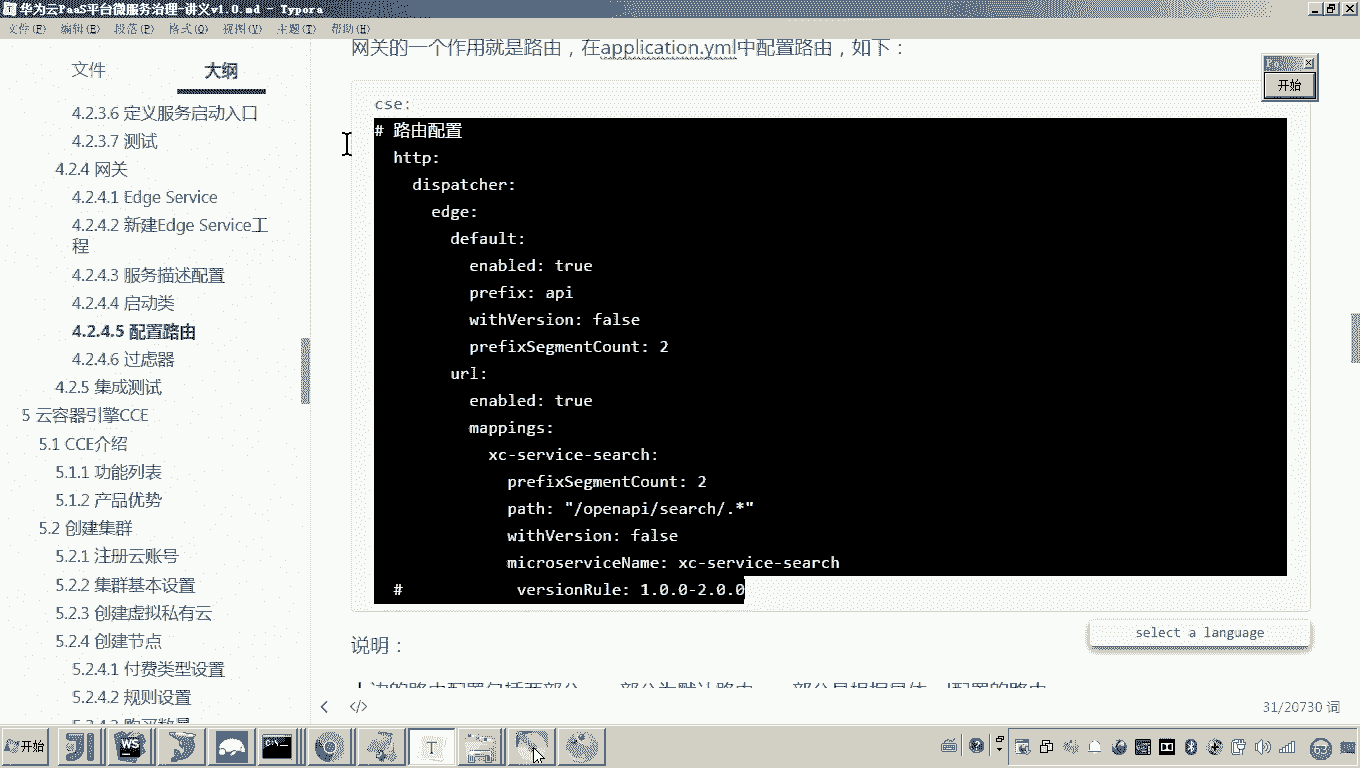 华为云PaaS平台微服务治理-讲义v1.0.md - Typora
文件(F) 编辑(E) 段落(P) 格式(O) 视图(V) 主题(T) 帮助(H)
文件 大纲
4.2.3.6 定义服务启动入口
4.2.3.7 测试
4.2.4 网关
4.2.4.1 Edge Service
4.2.4.2 新建Edge Service工
程
4.2.4.3 服务描述配置
4.2.4.4 启动类
4.2.4.5 配置路由
4.2.4.6 过虑器
4.2.5 集成测试
5 云容器引擎CCE
5.1 CCE介绍
5.1.1 功能列表
5.1.2 产品优势
5.2 创建集群
5.2.1 注册云账号
5.2.2 集群基本设置
5.2.3 创建虚拟私有云
5.2.4 创建节点
5.2.4.1 付费类型设置
5.2.4.2 规则设置
网关的一个作用就是路由，在application.yml中配置路由，如下：
cse:
# 路由配置
http:
dispatcher:
edge:
default:
enabled: true
prefix: api
withVersion: false
prefixSegmentCount: 2
url:
enabled: true
mappings:
xc-service-search:
prefixSegmentCount: 2
path: "/openapi/search/.*"
withVersion: false
microserviceName: xc-service-search
# versionRule: 1.0.0-2.0.0
select a language
说明：
31/20730 词
开始
开始